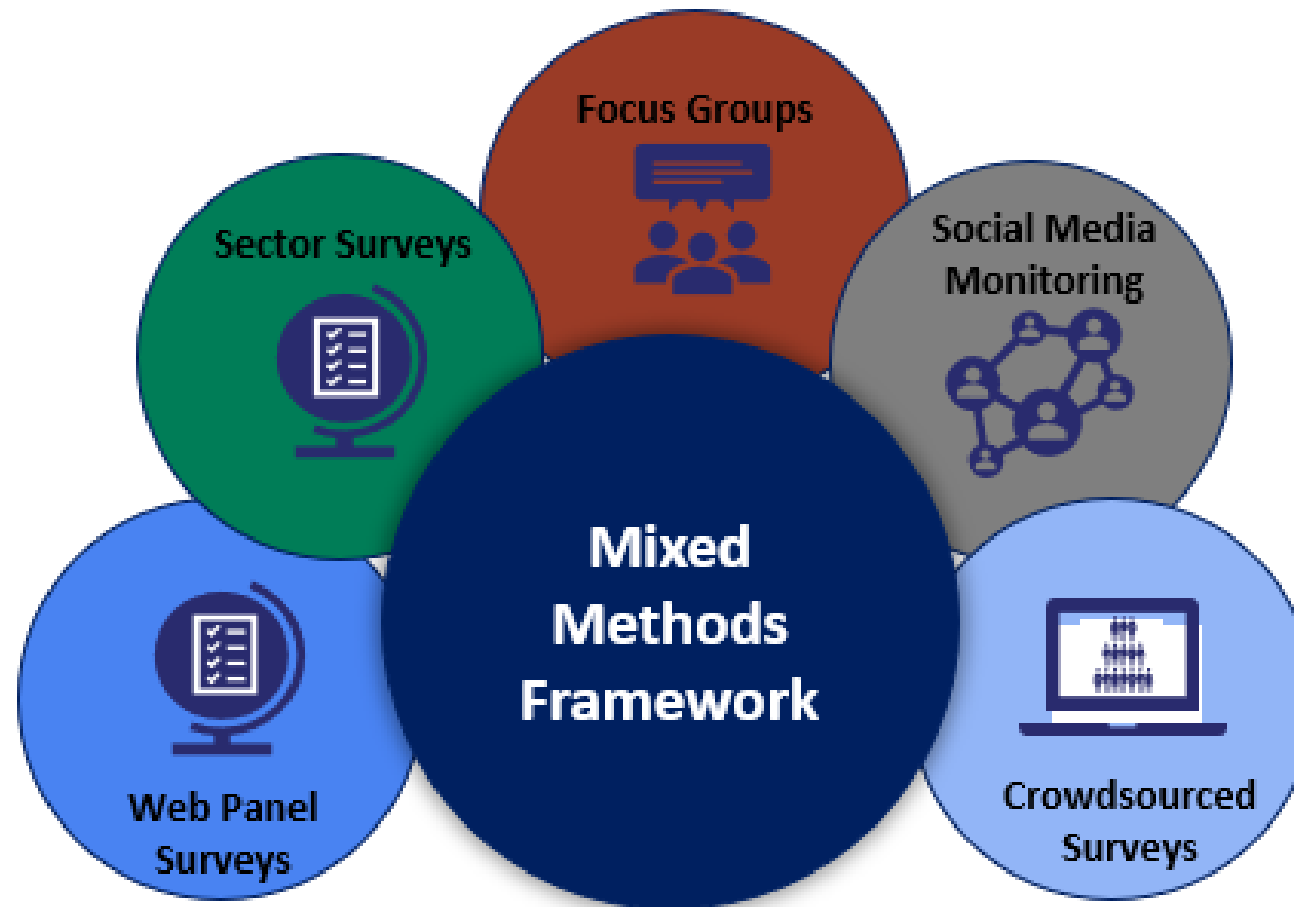 Focus Groups
Sector Surveys
Social Media
Monitoring
Mixed
Methods
Framework
Web Panel
Surveys
Crowdsourced
Surveys